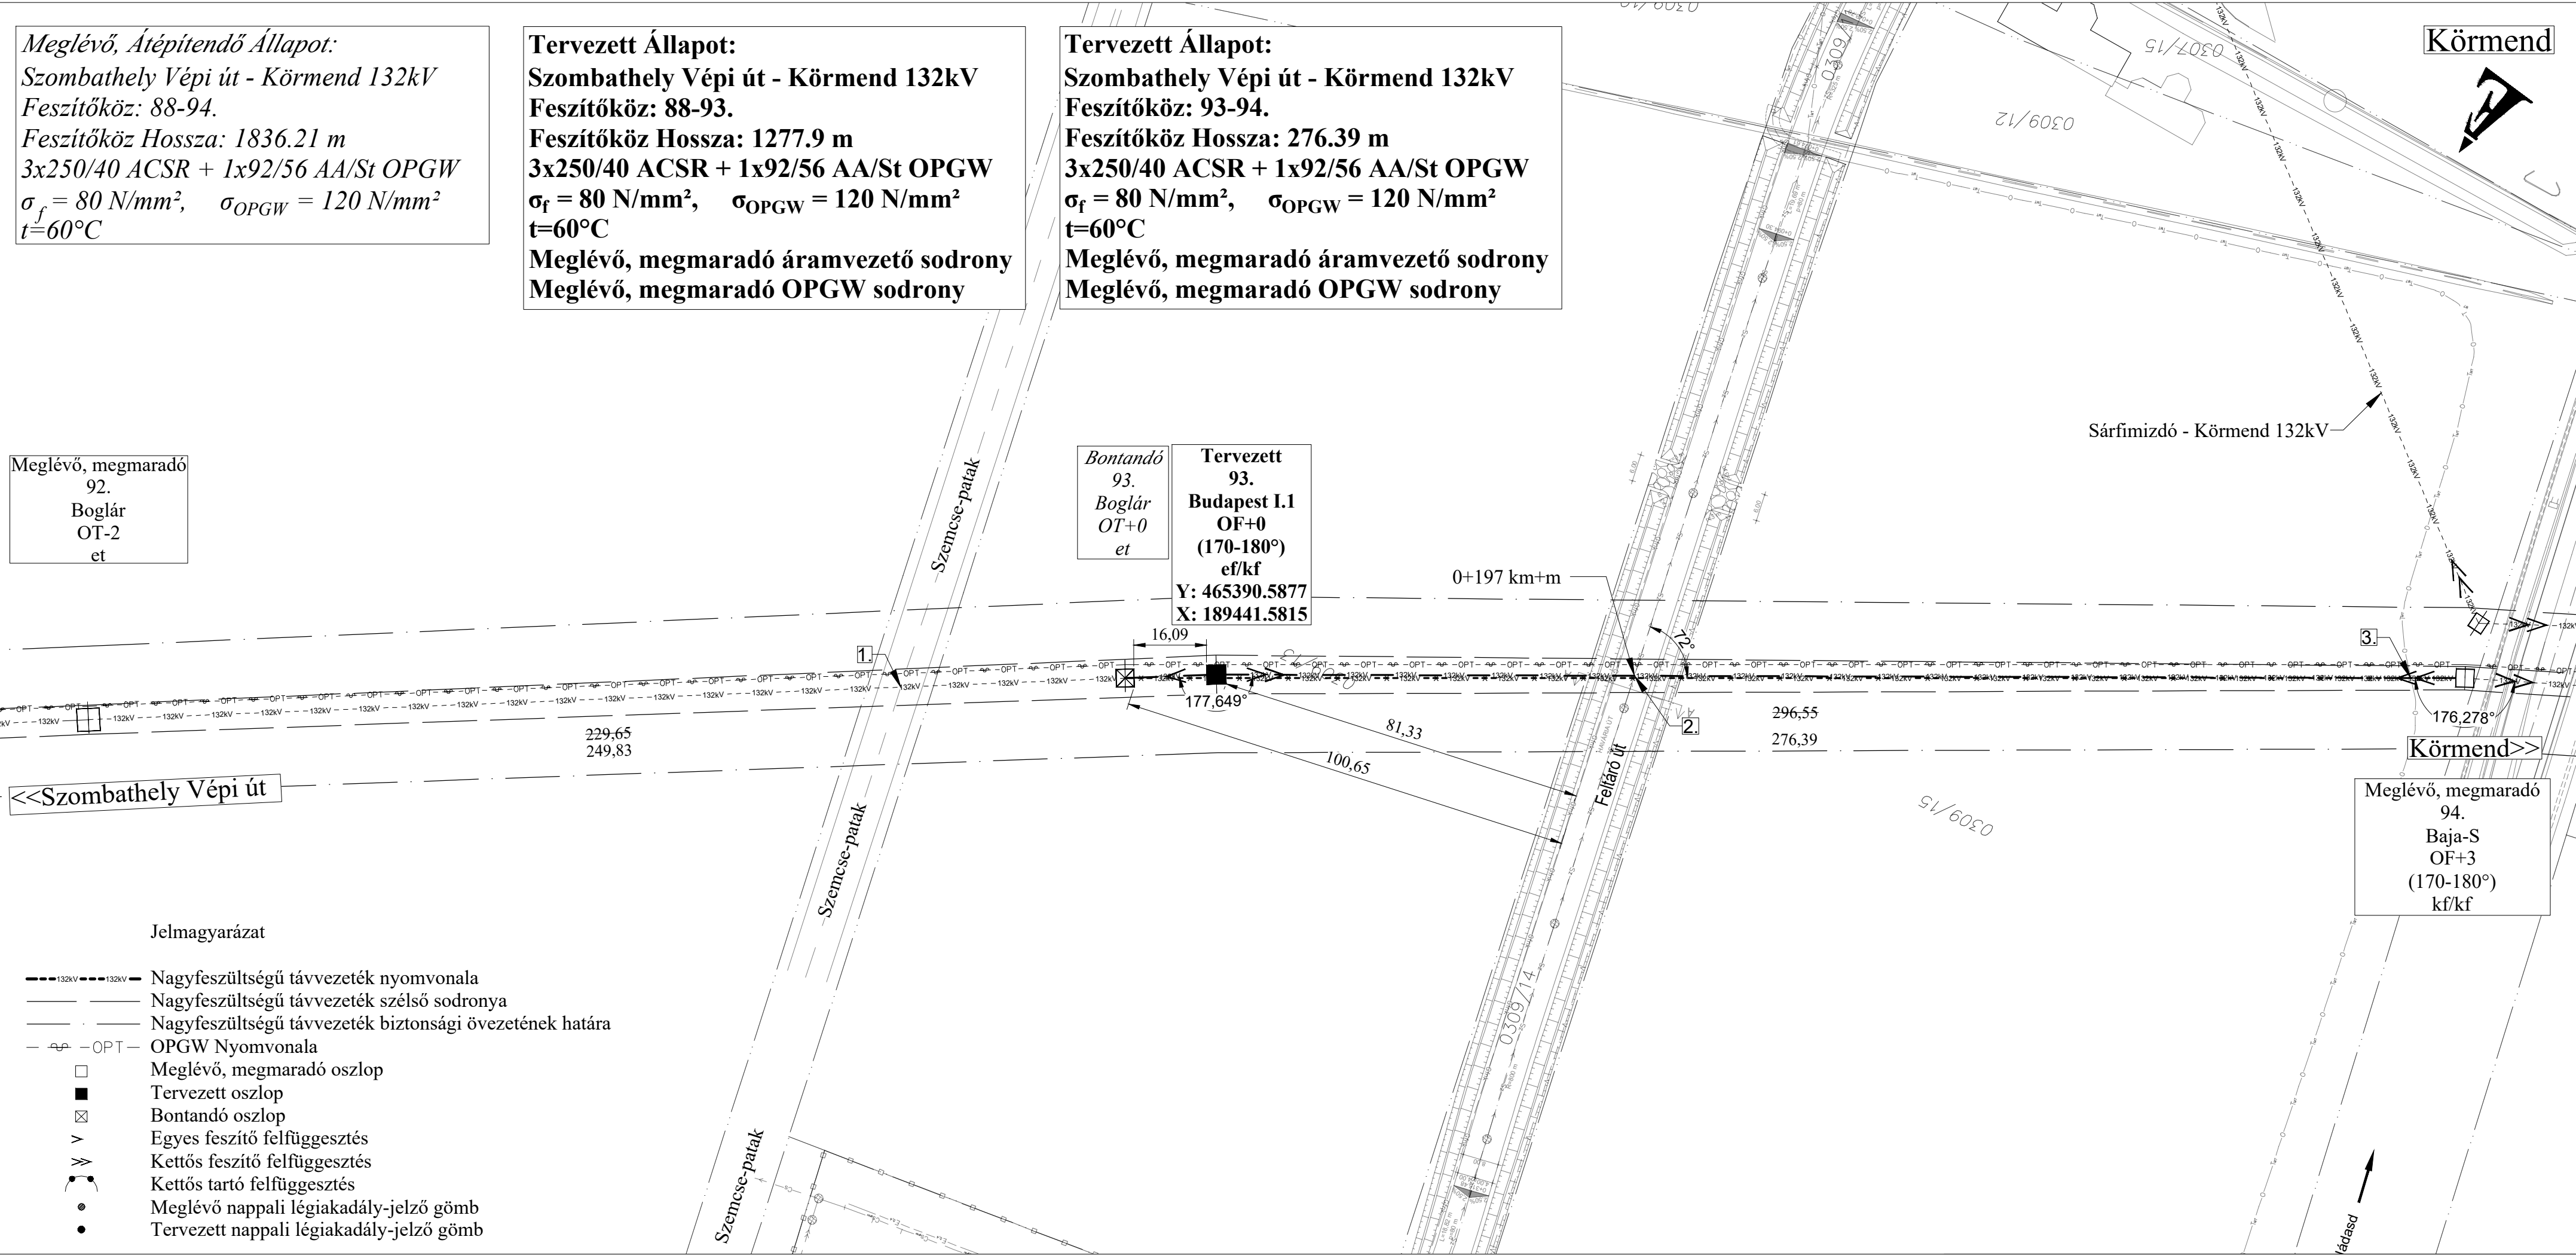 Meglévő, Átépítendő Állapot:
Szombathely Vépi út - Körmend 132kV
Feszítőköz: 88-94.
Feszítőköz Hossza: 1836.21 m
3x250/40 ACSR + 1x92/56 AA/St OPGW
σf = 80 N/mm², σOPGW = 120 N/mm²
t=60°C
Tervezett Állapot:
Szombathely Vépi út - Körmend 132kV
Feszítőköz: 88-93.
Feszítőköz Hossza: 1277.9 m
3x250/40 ACSR + 1x92/56 AA/St OPGW
σf = 80 N/mm², σOPGW = 120 N/mm²
t=60°C
Meglévő, megmaradó áramvezető sodrony
Meglévő, megmaradó OPGW sodrony
Tervezett Állapot:
Szombathely Vépi út - Körmend 132kV
Feszítőköz: 93-94.
Feszítőköz Hossza: 276.39 m
3x250/40 ACSR + 1x92/56 AA/St OPGW
σf = 80 N/mm², σOPGW = 120 N/mm²
t=60°C
Meglévő, megmaradó áramvezető sodrony
Meglévő, megmaradó OPGW sodrony
Körmend
É
0307/15
0309/12
Sárfimizdó - Körmend 132kV
Meglévő, megmaradó
92.
Boglár
OT-2
et
Szemcse-patak
Bontandó
93.
Boglár
OT+0
et
Tervezett
93.
Budapest I.1
OF+0
(170-180°)
ef/kf
Y: 465390.5877
X: 189441.5815
0+197 km+m
72°
16,09
1.
2.
3.
177,649°
176,278°
81,33
100,65
229,65
249,83
296,55
276,39
Feltáró út
Körmend>>
<<Szombathely Vépi út
0309/15
Meglévő, megmaradó
94.
Baja-S
OF+3
(170-180°)
kf/kf
Szemcse-patak
0309/14
Szemcse-patak
Jelmagyarázat
132kV 132kV Nagyfeszültségű távvezeték nyomvonala
Nagyfeszültségű távvezeték szélső sodronya
Nagyfeszültségű távvezeték biztonsági övezetének határa
OPT OPGW Nyomvonala
Meglévő, megmaradó oszlop
Tervezett oszlop
Bontandó oszlop
Egyes feszítő felfüggesztés
Kettős feszítő felfüggesztés
Kettős tartó felfüggesztés
Meglévő nappali légiakadály-jelző gömb
Tervezett nappali légiakadály-jelző gömb